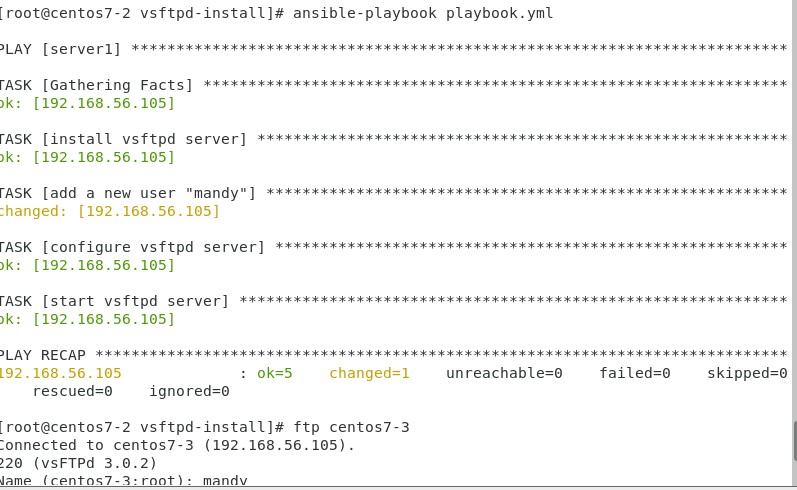 [root@centos7-2 vsftpd-install]# ansible-playbook playbook.yml
PLAY [server1] *************************************************************************
TASK [Gathering Facts] *****************************************************************
ok: [192.168.56.105]
TASK [install vsftpd server] ***********************************************************
ok: [192.168.56.105]
TASK [add a new user "mandy"] **********************************************************
changed: [192.168.56.105]
TASK [configure vsftpd server] *********************************************************
ok: [192.168.56.105]
TASK [start vsftpd server] *************************************************************
ok: [192.168.56.105]
PLAY RECAP *****************************************************************************
192.168.56.105             : ok=5    changed=1    unreachable=0    failed=0    skipped=0
rescued=0    ignored=0
[root@centos7-2 vsftpd-install]# ftp centos7-3
Connected to centos7-3 (192.168.56.105).
220 (vsFTPd 3.0.2)
Name (centos7-3:root): mandy